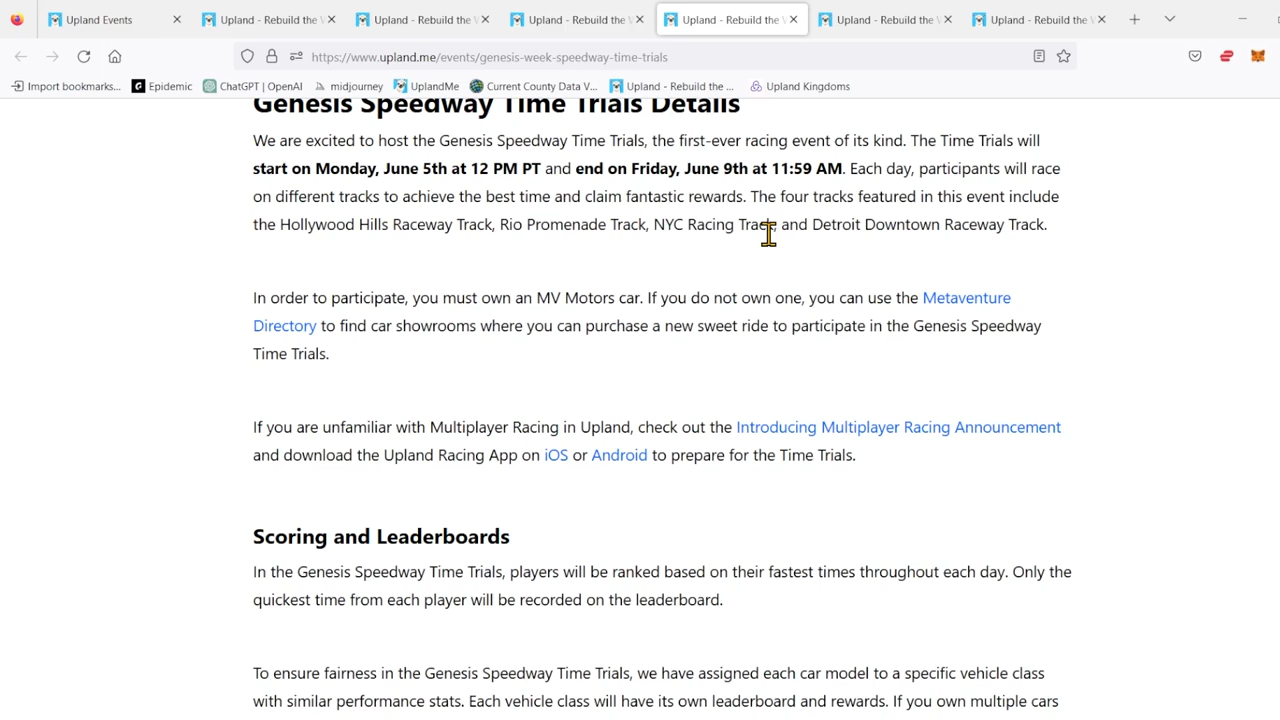 Upland Events
Upland - Rebuild the
Upland - Rebuild the
Upland - Rebuild the
Upland - Rebuild the
Upland - Rebuild the
Upland - Rebuild the
https://www.upland.me/events/genesis-week-speedway-time-trials
Import bookmarks...
Epidemic
ChatGPT | OpenAI
midjourney
UplandMe
Current County Data V...
Upland - Rebuild the ...
Upland Kingdoms
Genesis Speedway Time Trials Details
We are excited to host the Genesis Speedway Time Trials, the first-ever racing event of its kind. The Time Trials will
start on Monday, June 5th at 12 PM PT and end on Friday, June 9th at 11:59 AM. Each day, participants will race
on different tracks to achieve the best time and claim fantastic rewards. The four tracks featured in this event include
the Hollywood Hills Raceway Track, Rio Promenade Track, NYC Racing Track, and Detroit Downtown Raceway Track.
In order to participate, you must own an MV Motors car. If you do not own one, you can use the Metaventure
Directory to find car showrooms where you can purchase a new sweet ride to participate in the Genesis Speedway
Time Trials.
If you are unfamiliar with Multiplayer Racing in Upland, check out the Introducing Multiplayer Racing Announcement
and download the Upland Racing App on iOS or Android to prepare for the Time Trials.
Scoring and Leaderboards
In the Genesis Speedway Time Trials, players will be ranked based on their fastest times throughout each day. Only the
quickest time from each player will be recorded on the leaderboard.
To ensure fairness in the Genesis Speedway Time Trials, we have assigned each car model to a specific vehicle class
with similar performance stats. Each vehicle class will have its own leaderboard and rewards. If you own multiple cars